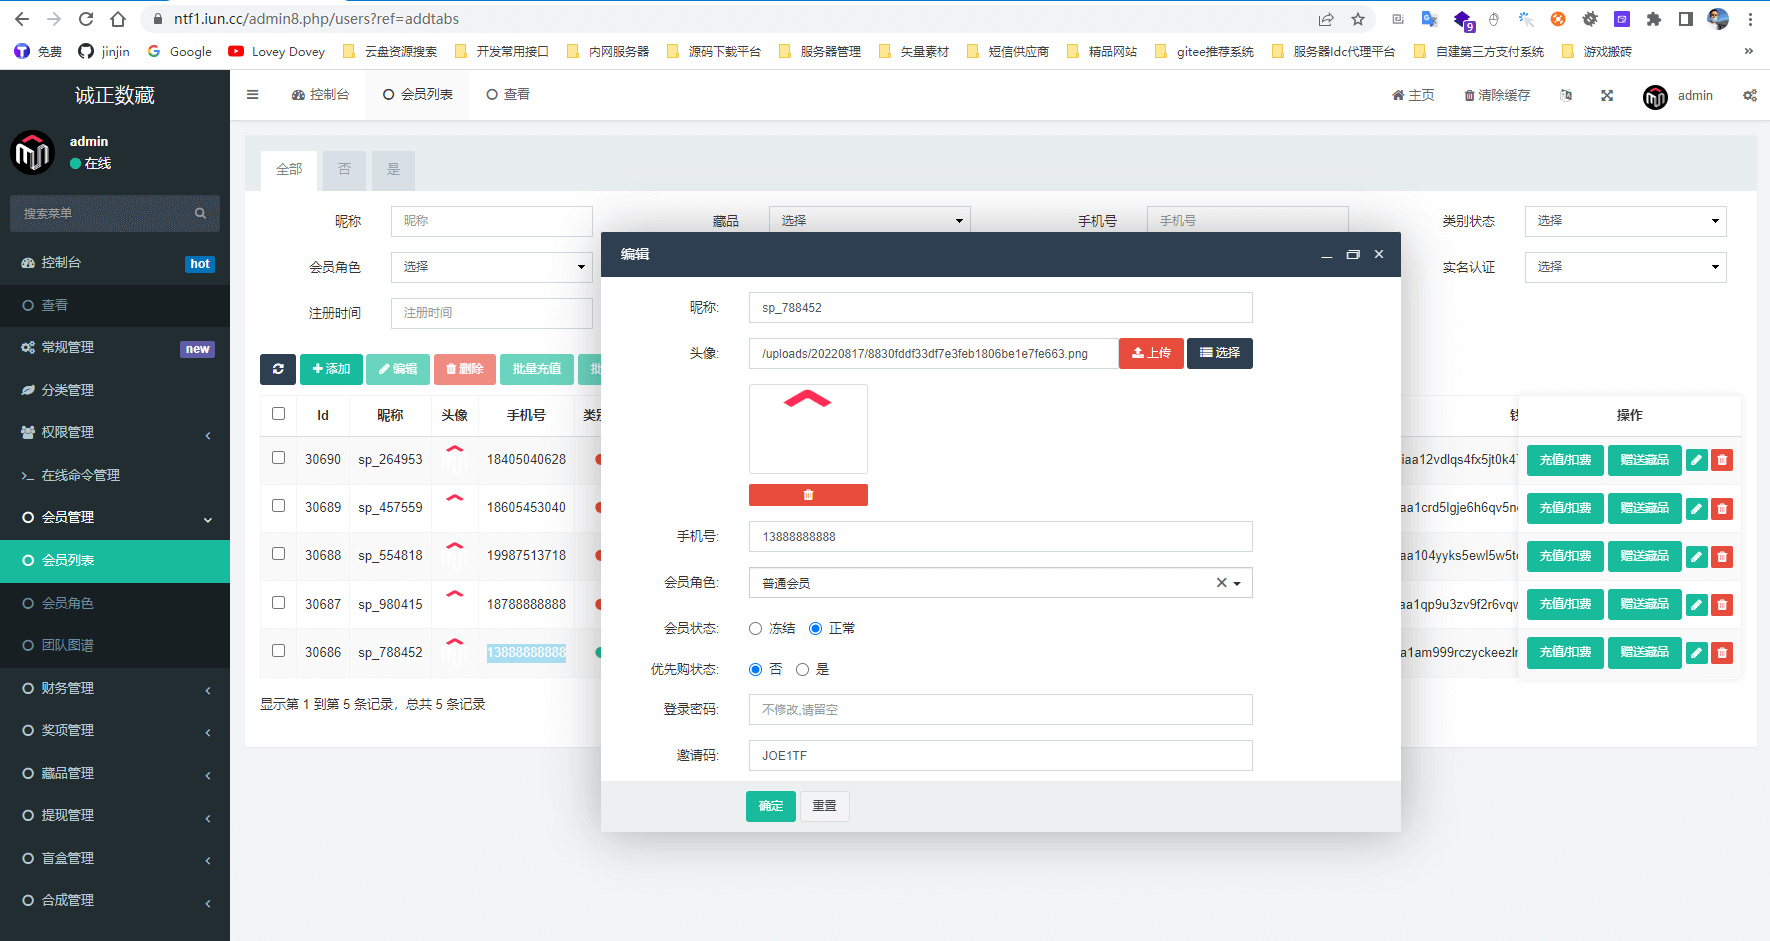 ntf1.iun.cc/admin8.php/users?ref=addtabs
9
免费
jinjin
Google
Lovey Dovey
云盘资源搜索
开发常用接口
内网服务器
源码下载平台
服务器管理
矢量素材
短信供应商
精品网站
gitee推荐系统
服务器Idc代理平台
自建第三方支付系统
游戏搬砖
»
诚正数藏
控制台
会员列表
查看
主页
清除缓存
admin
admin
在线
搜索菜单
控制台
hot
查看
常规管理
new
分类管理
权限管理
在线命令管理
会员管理
会员列表
会员角色
团队图谱
财务管理
奖项管理
藏品管理
提现管理
盲盒管理
合成管理
全部
否
是
昵称
昵称
藏品
选择
手机号
手机号
类别状态
选择
会员角色
选择
实名认证
选择
注册时间
注册时间
添加
编辑
删除
批量充值
批
Id
昵称
头像
手机号
类别
操作
30690
sp_264953
18405040628
iaa12vdlqs4fx5jt0k47
充值/扣费
赠送藏品
30689
sp_457559
18605453040
aa1crd5lgje6h6qv5n
充值/扣费
赠送藏品
30688
sp_554818
19987513718
aa104yyks5ewl5w5t
充值/扣费
赠送藏品
30687
sp_980415
18788888888
aa1qp9u3zv9f2r6vqv
充值/扣费
赠送藏品
30686
sp_788452
13888888888
a1am999rczyckeezlr
充值/扣费
赠送藏品
显示第 1 到第 5 条记录，总共 5 条记录
编辑
昵称:
sp_788452
头像:
/uploads/20220817/8830fddf33df7e3feb1806be1e7fe663.png
上传
选择
手机号:
13888888888
会员角色:
普通会员
会员状态:
冻结
正常
优先购状态:
否
是
登录密码:
不修改,请留空
邀请码:
JOE1TF
确定
重置